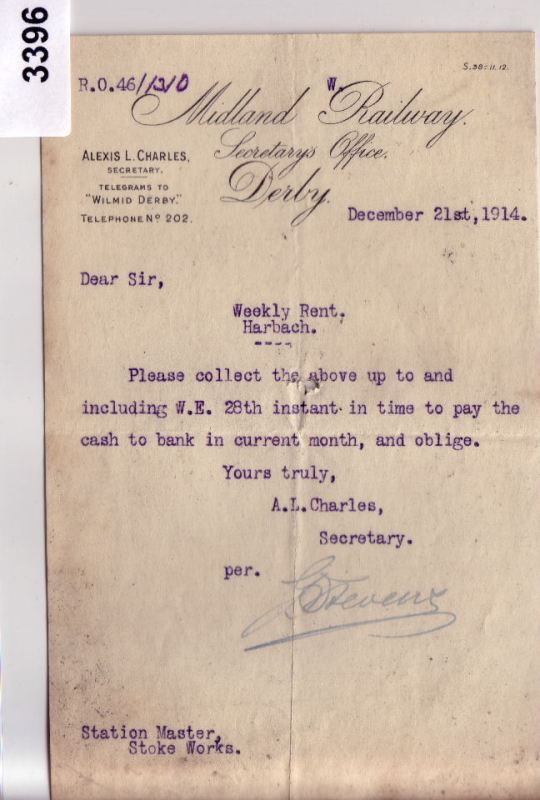 3396
S.38:11.12.
R.O.46/1310
W.
Midland Railway.
Secretary's Office.
Derby.
ALEXIS L. CHARLES,
SECRETARY.
TELEGRAMS TO
"WILMID DERBY."
TELEPHONE Nº 202.
December 21st, 1914.
Dear Sir,
Weekly Rent.
Harbach.
----
Please collect the above up to and
including W.E. 28th instant in time to pay the
cash to bank in current month, and oblige.
Yours truly,
A.L.Charles,
Secretary.
per.
Stevens
Station Master,
Stoke Works.